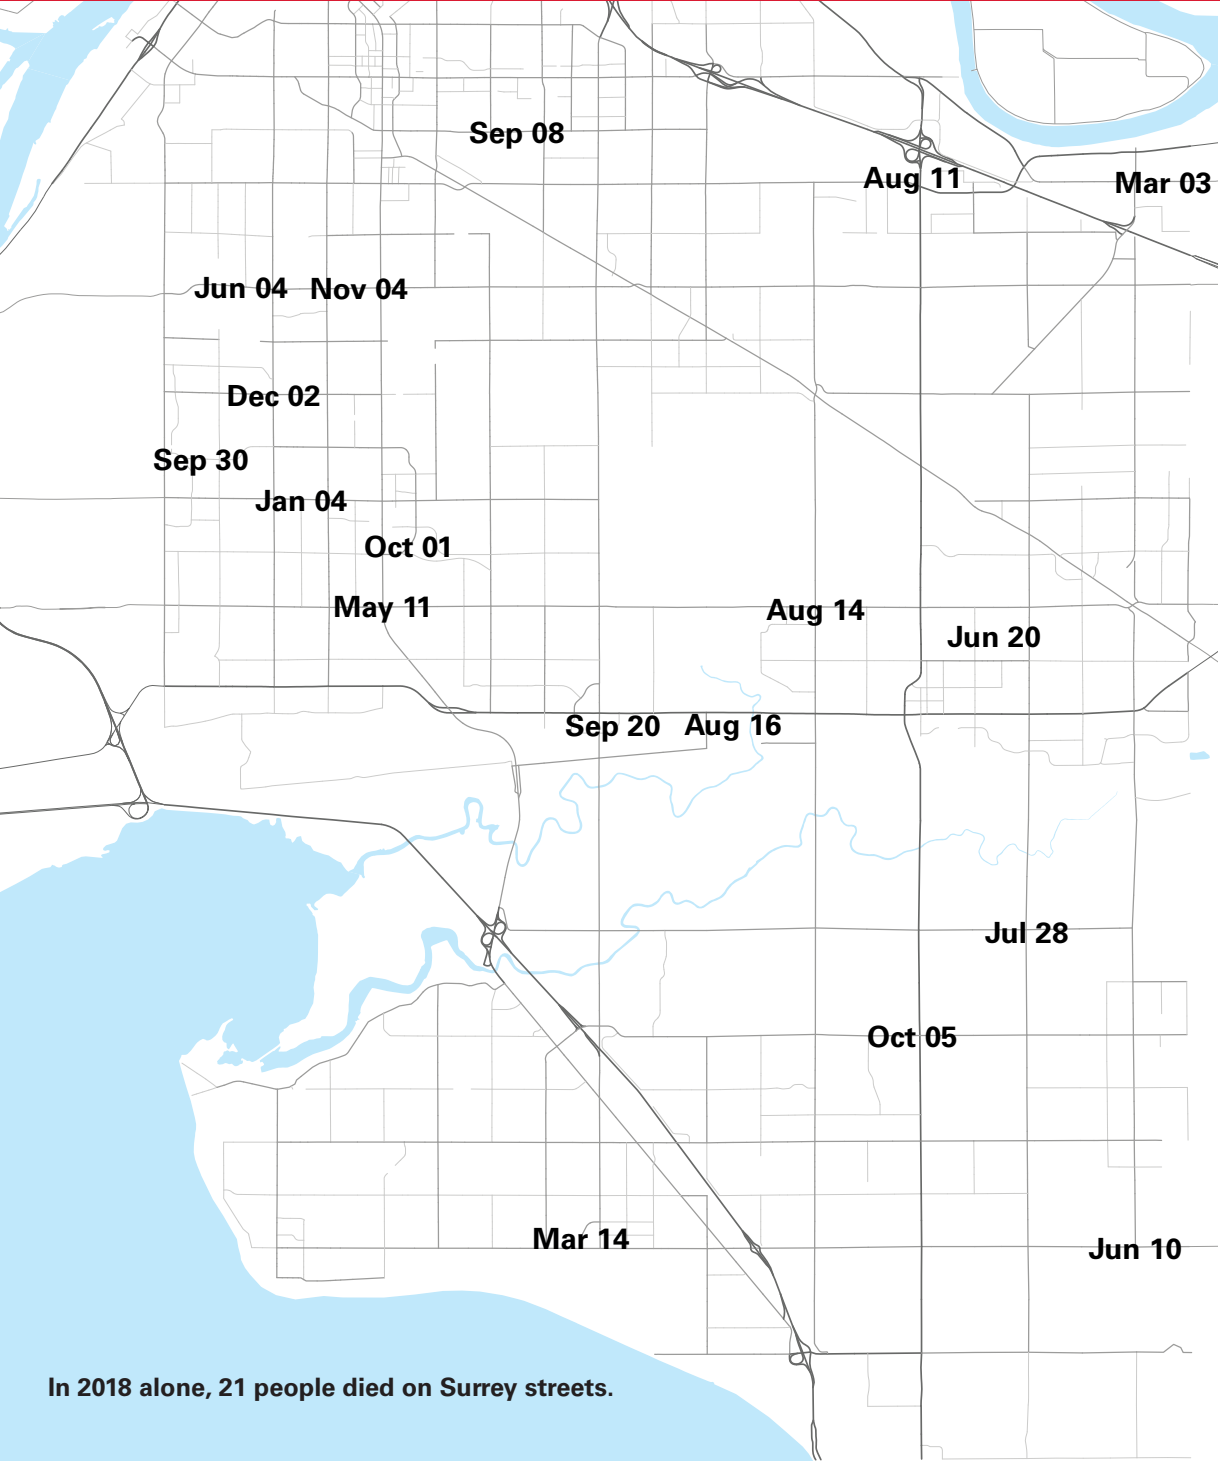 Sep 08
Aug 11
Mar 03
Jun 04
Nov 04
Dec 02
Sep 30
Jan 04
Oct 01
May 11
Aug 14
Jun 20
Sep 20
Aug 16
Jul 28
Oct 05
Mar 14
Jun 10
In 2018 alone, 21 people died on Surrey streets.